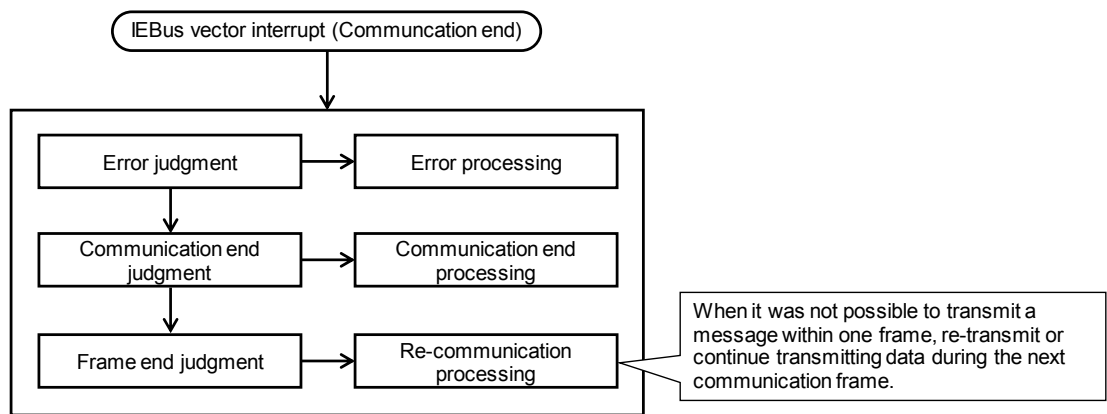 IEBus vector interrupt (Communcation end)
Error judgment
Error processing
Communication end
judgment
Communication end
processing
Frame end judgment
Re-communication
processing
When it was not possible to transmit a
message within one frame, re-transmit or
continue transmitting data during the next
communication frame.